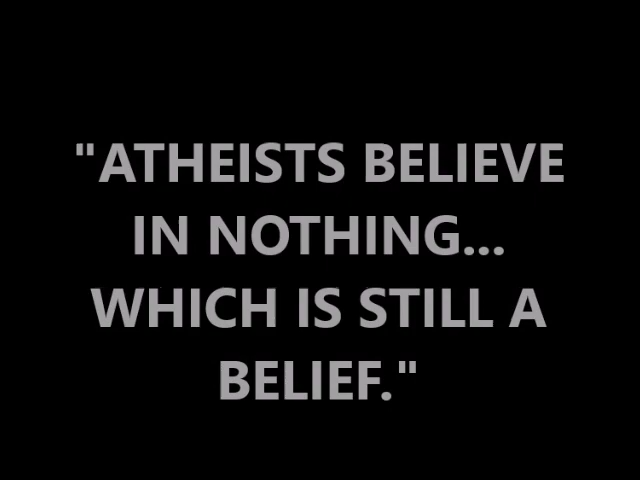 "ATHEISTS BELIEVE
IN NOTHING...
WHICH IS STILL A
BELIEF."